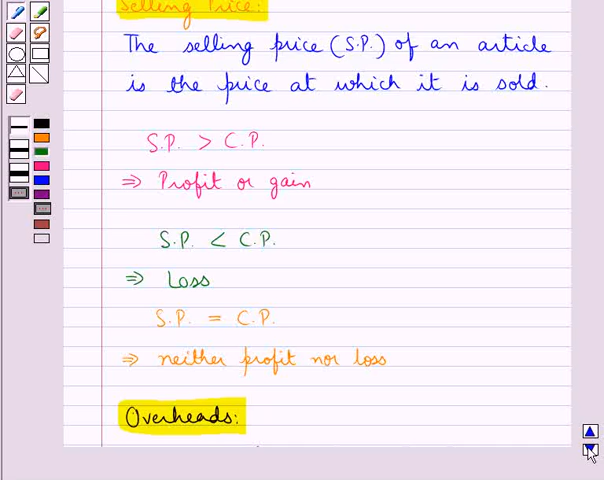 Selling Price:
The selling price (S.P.) of an article
is the price at which it is sold.
S.P. > C.P.
⇒ Profit or gain
S.P. < C.P.
⇒ Loss
S.P. = C.P.
⇒ neither profit nor loss
Overheads: